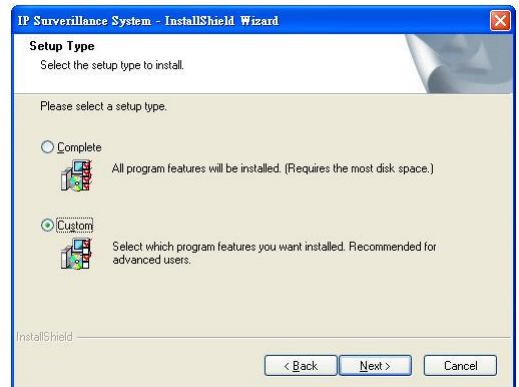 IP Surverillance System - InstallShield Wizard
Setup Type
Select the setup type to install.
Please select a setup type.
Complete
All program features will be installed. (Requires the most disk space.)
Custom
Select which program features you want installed. Recommended for
advanced users.
InstallShield
< Back
Next >
Cancel